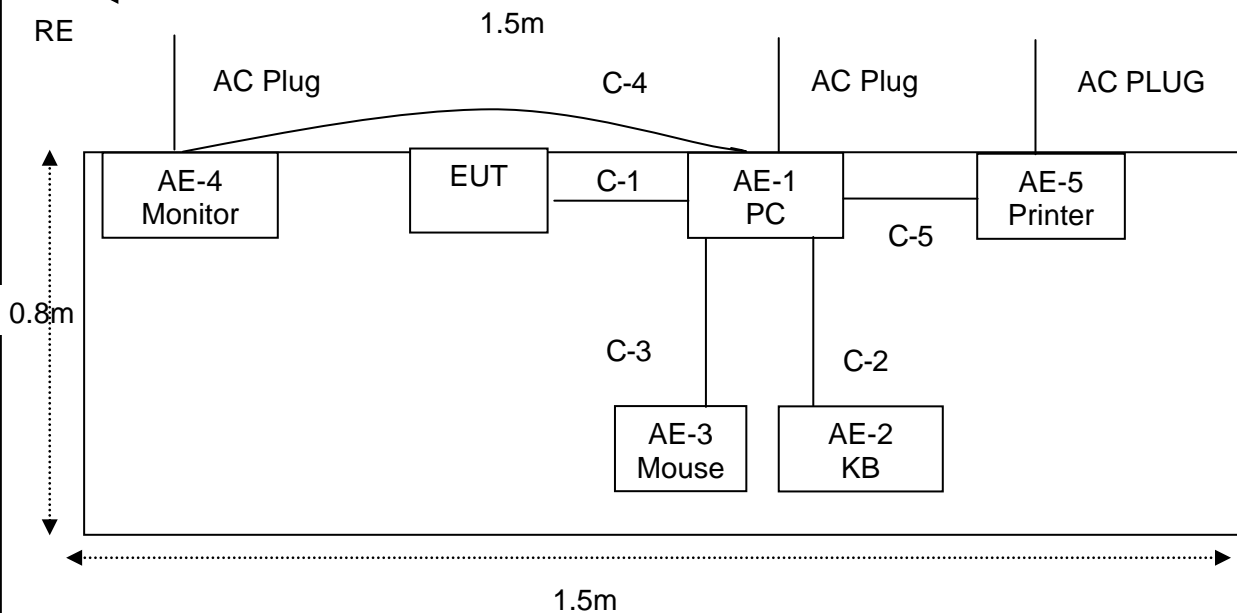 1.5m
RE
AC Plug
C-4
AC Plug
AC PLUG
AE-4
Monitor
EUT
C-1
AE-1
PC
C-5
AE-5
Printer
0.8m
C-3
C-2
AE-3
Mouse
AE-2
KB
1.5m